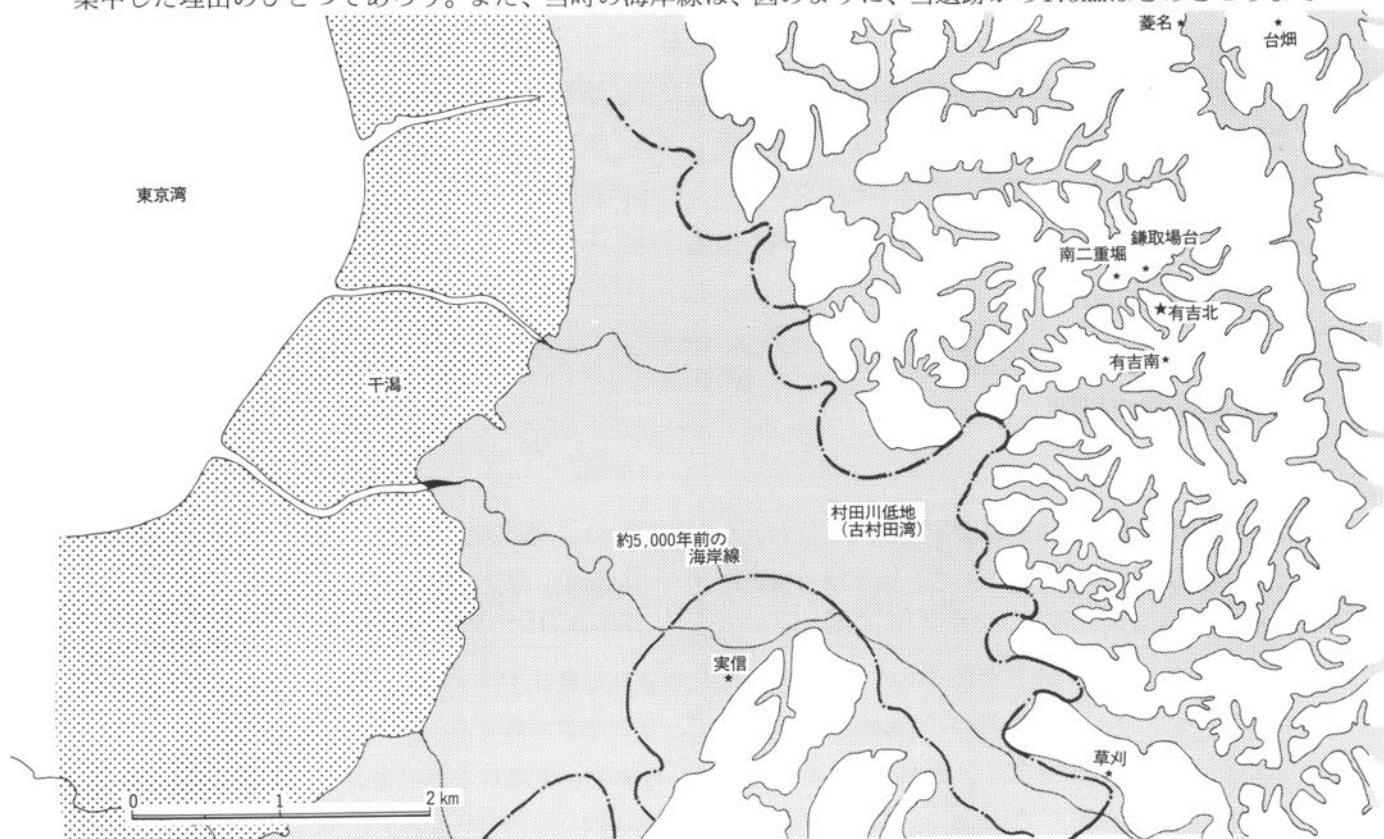 集中した理由のひとつであろう。また、当時の海岸線は、図のように、当遺跡から1.75kmほどのところまで
菱名
台畑
東京湾
鎌取場台
南二重堀
有吉北
有吉南
干潟
村田川低地
(古村田湾)
約5,000年前の
海岸線
実信
草刈
0 1 2 km